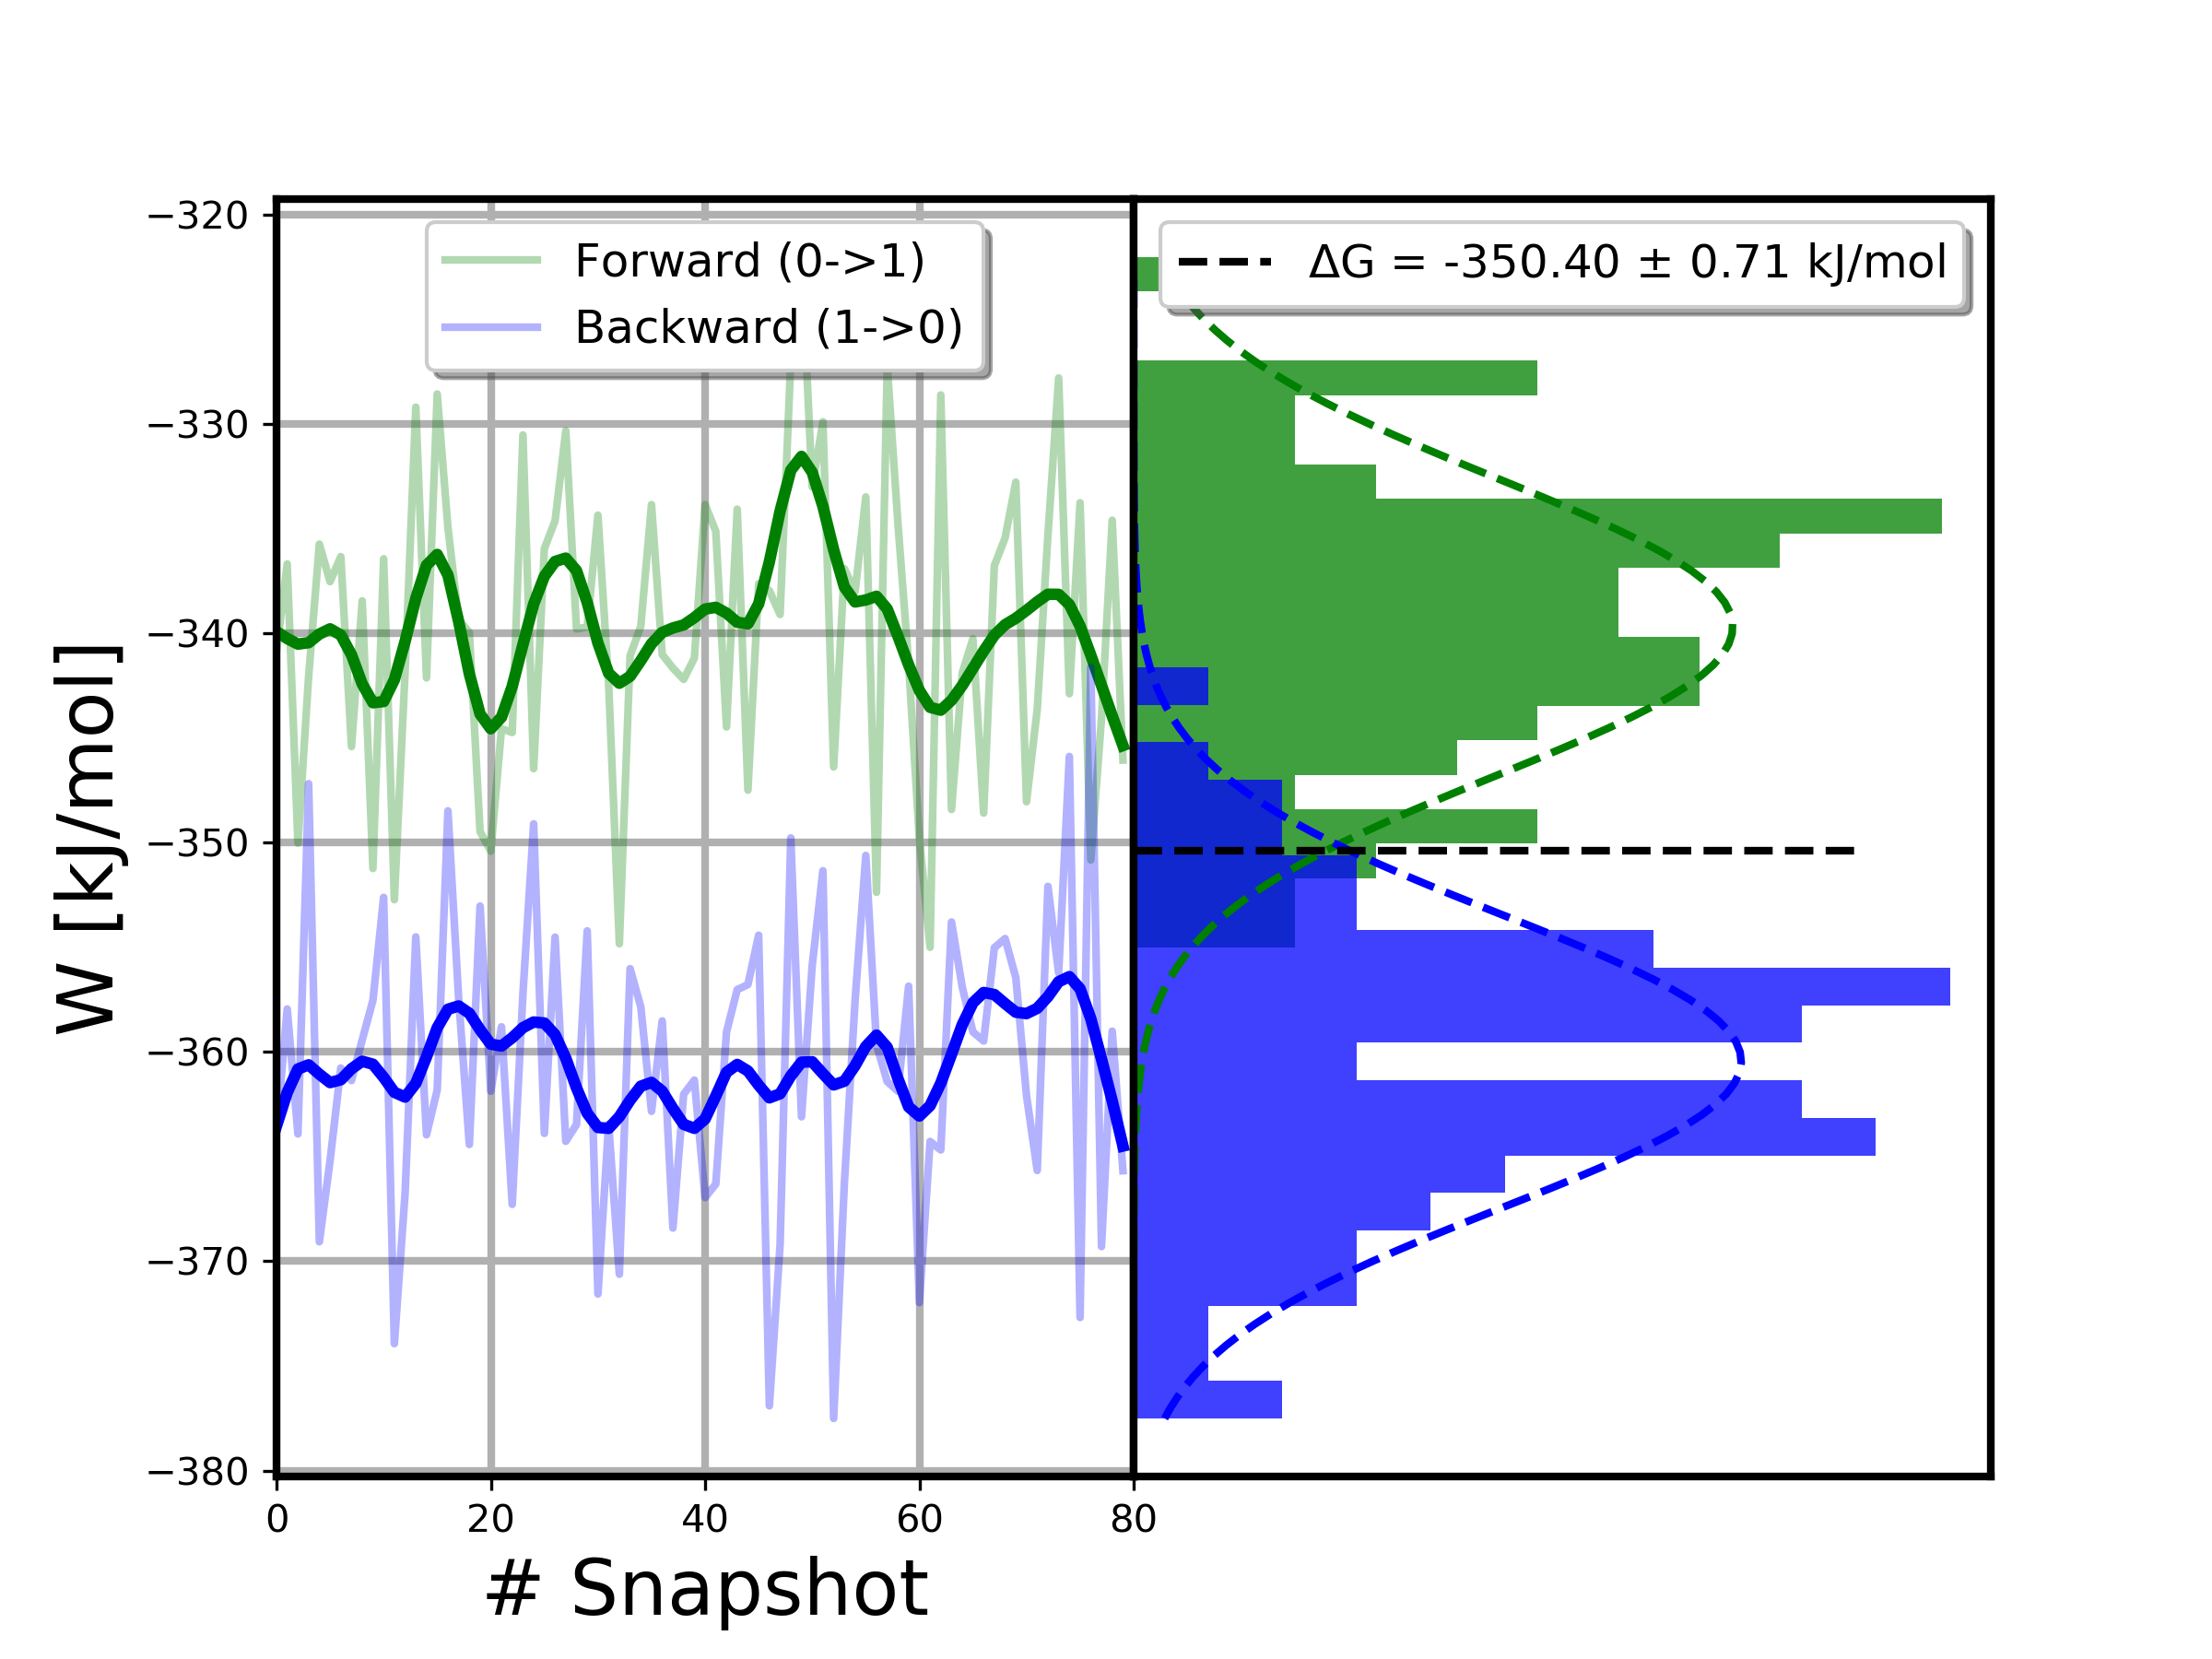 −320
−330
−340
−350
−360
−370
−380
W [kJ/mol]
Forward (0->1)
Backward (1->0)
ΔG = -350.40 ± 0.71 kJ/mol
0 20 40 60 80
# Snapshot